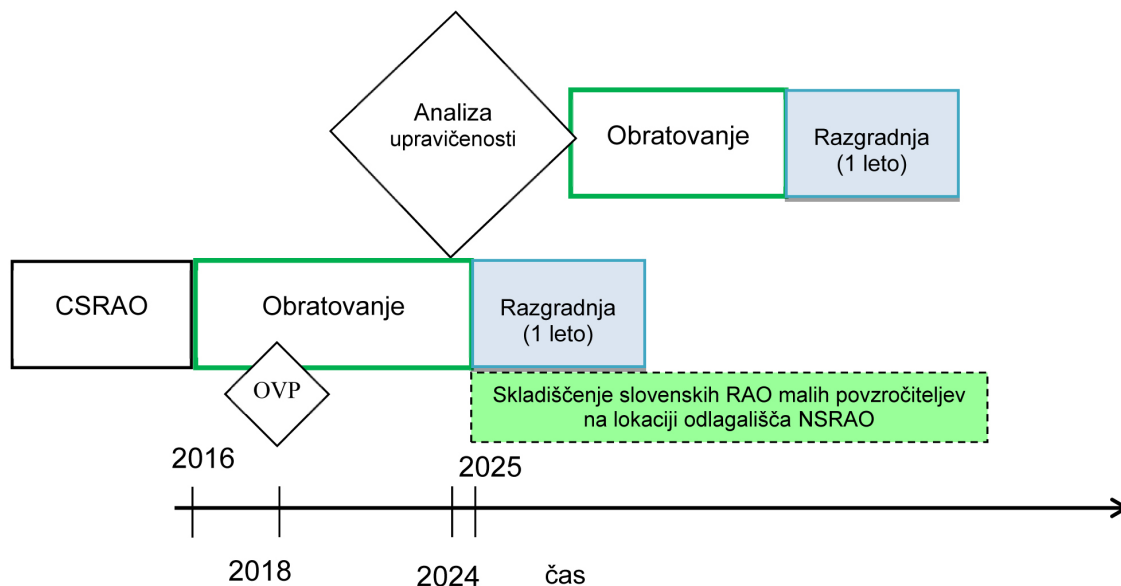 Analiza
upravičenosti
Obratovanje
Razgradnja
(1 leto)
CSRAO
Obratovanje
Razgradnja
(1 leto)
OVP
Skladiščenje slovenskih RAO malih povzročiteljev
na lokaciji odlagališča NSRAO
2016
2025
2018
2024
čas